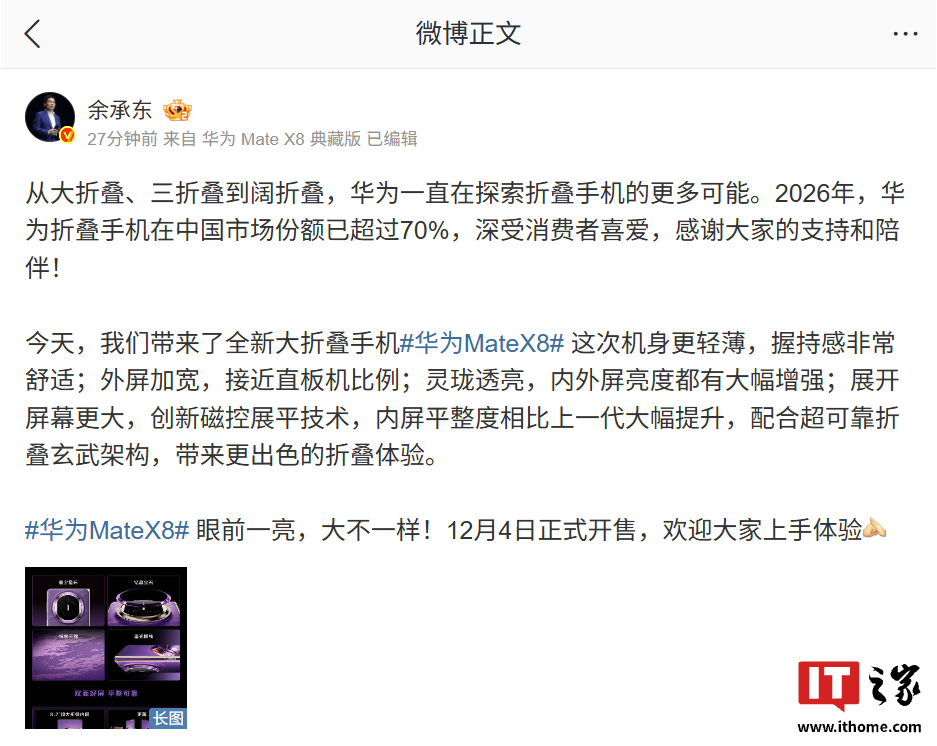 微博正文
余承东
27分钟前 来自 华为 Mate X8 典藏版 已编辑
从大折叠、三折叠到阔折叠，华为一直在探索折叠手机的更多可能。2026年，华
为折叠手机在中国市场份额已超过70%，深受消费者喜爱，感谢大家的支持和陪
伴！
今天，我们带来了全新大折叠手机#华为MateX8# 这次机身更轻薄，握持感非常
舒适；外屏加宽，接近直板机比例；灵珑透亮，内外屏亮度都有大幅增强；展开
屏幕更大，创新磁控展平技术，内屏平整度相比上一代大幅提升，配合超可靠折
叠玄武架构，带来更出色的折叠体验。
#华为MateX8# 眼前一亮，大不一样！12月4日正式开售，欢迎大家上手体验
双面好屏 平整可靠
长图
IT之家
www.ithome.com